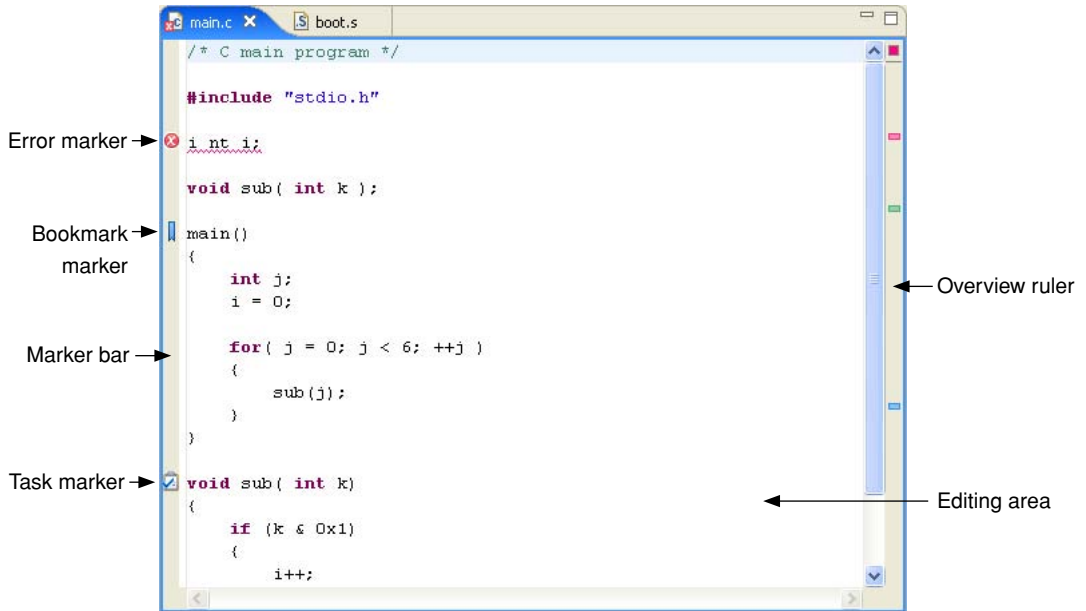 main.c boot.s
/* C main program */
#include "stdio.h"
Error marker
i nt i;
void sub( int k );
Bookmark
marker
main()
{
int j;
i = 0;
Overview ruler
Marker bar
for( j = 0; j < 6; ++j )
{
sub(j);
}
}
Task marker
void sub( int k)
{
Editing area
if (k & 0x1)
{
i++;